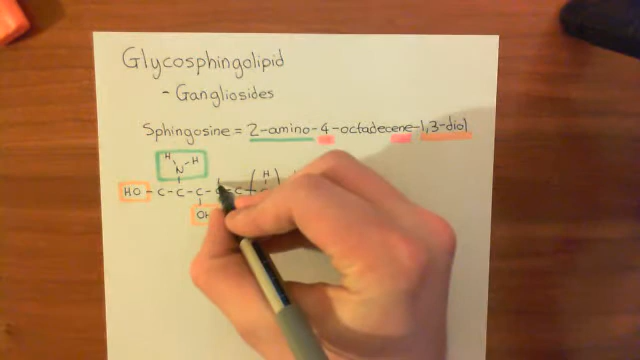 Glycosphingolipid
- Gangliosides
Sphingosine = 2-amino-4-octadecene-1,3-diol
H H
N
HO - C - C - C - C - C - ( H )
OH